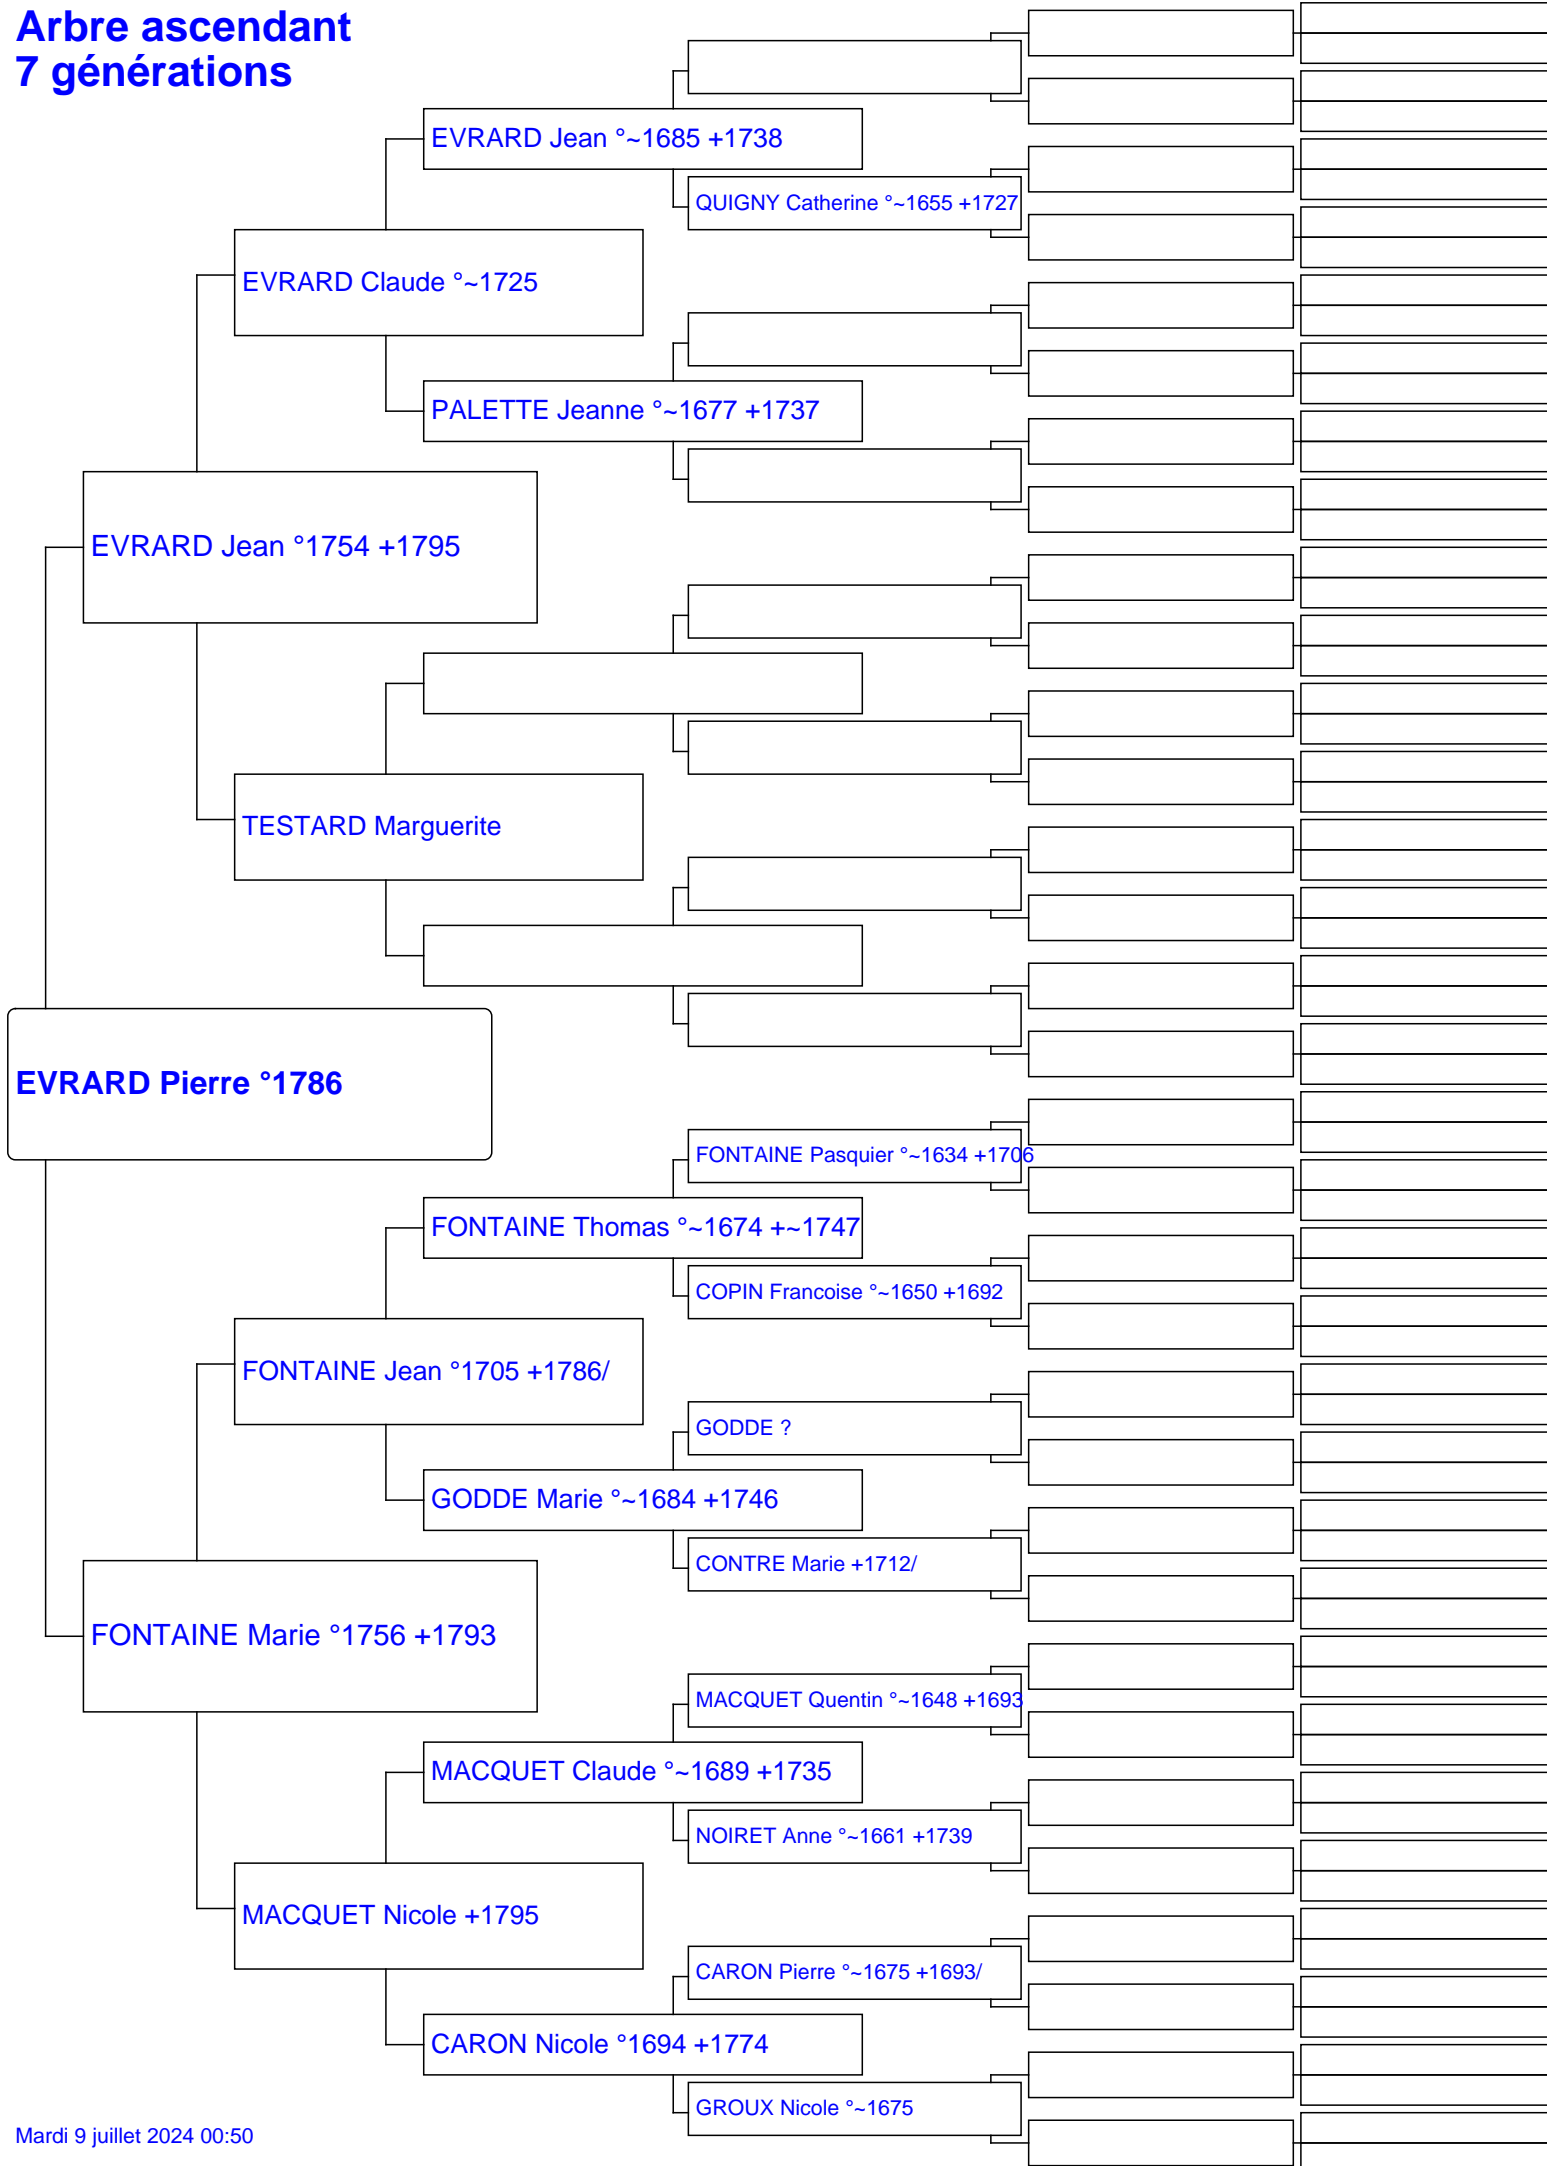 Arbre ascendant
7 générations
EVRARD Jean °~1685 +1738
QUIGNY Catherine °~1655 +1727
EVRARD Claude °~1725
PALETTE Jeanne °~1677 +1737
EVRARD Jean °1754 +1795
TESTARD Marguerite
EVRARD Pierre °1786
FONTAINE Pasquier °~1634 +1706
FONTAINE Thomas °~1674 +~1747
COPIN Francoise °~1650 +1692
FONTAINE Jean °1705 +1786/
GODDE ?
GODDE Marie °~1684 +1746
CONTRE Marie +1712/
FONTAINE Marie °1756 +1793
MACQUET Quentin °~1648 +1693
MACQUET Claude °~1689 +1735
NOIRET Anne °~1661 +1739
MACQUET Nicole +1795
CARON Pierre °~1675 +1693/
CARON Nicole °1694 +1774
GROUX Nicole °~1675
Mardi 9 juillet 2024 00:50